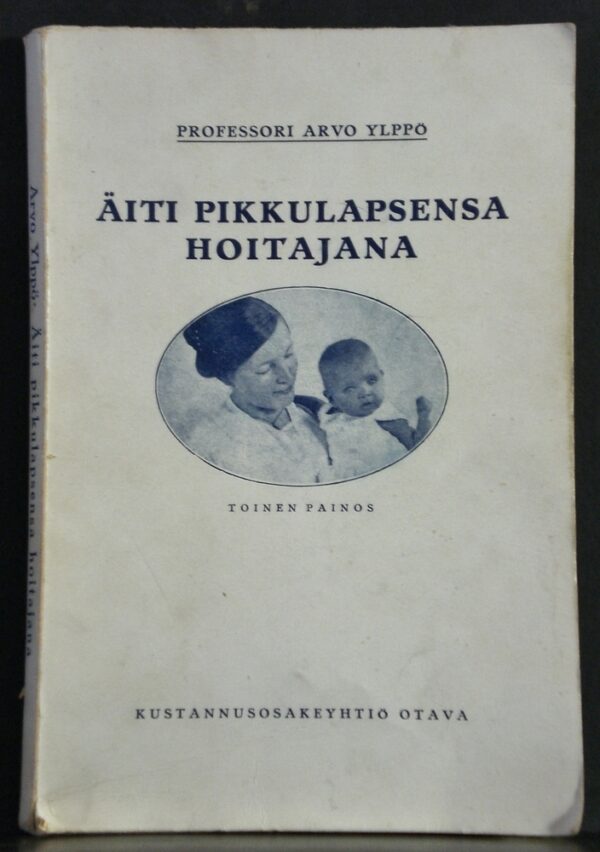 PROFESSORI ARVO YLPPÖ
ÄITI PIKKULAPSENSA
HOITAJANA
TOINEN PAINOS
KUSTANNUSOSAKEYHTIÖ OTAVA
Arvo Ylppö: Äiti pikkulapsensa hoitajana